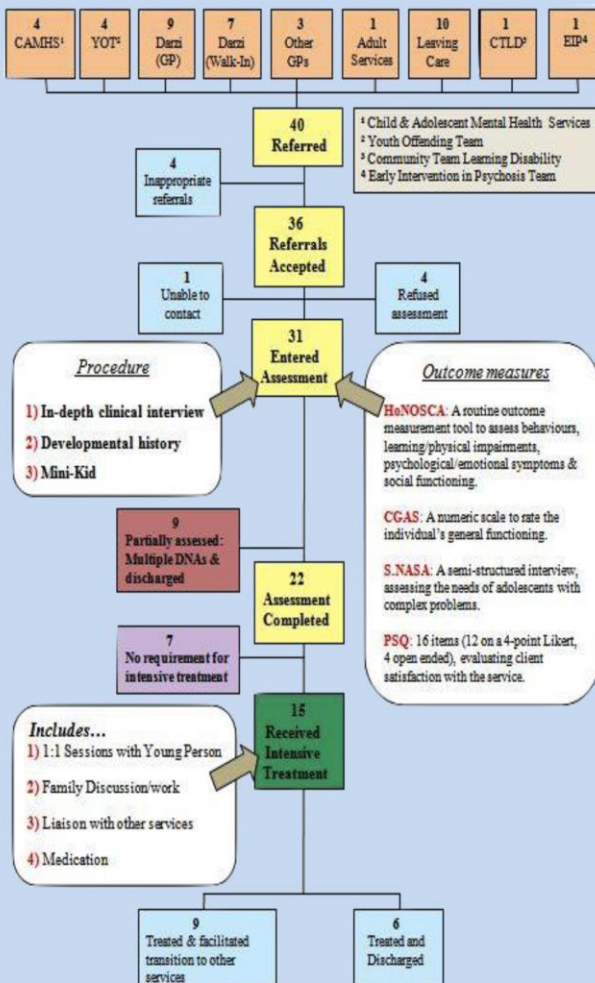 4
CAMHS¹
4
YOT²
9
Darzi
(GP)
7
Darzi
(Walk-In)
3
Other
GPs
1
Adult
Services
10
Leaving
Care
1
CTLD³
1
EIP⁴
40
Referred
¹ Child & Adolescent Mental Health Services
² Youth Offending Team
³ Community Team Learning Disability
⁴ Early Intervention in Psychosis Team
4
Inappropriate
referrals
36
Referrals
Accepted
1
Unable to
contact
4
Refused
assessment
31
Entered
Assessment
Procedure
1) In-depth clinical interview
2) Developmental history
3) Mini-Kid
Outcome measures
HoNOSCA: A routine outcome
measurement tool to assess behaviours,
learning/physical impairments,
psychological/emotional symptoms &
social functioning.
CGAS: A numeric scale to rate the
individual's general functioning.
S.NASA: A semi-structured interview,
assessing the needs of adolescents with
complex problems.
PSQ: 16 items (12 on a 4-point Likert,
4 open ended), evaluating client
satisfaction with the service.
9
Partially assessed:
Multiple DNAs &
discharged
22
Assessment
Completed
7
No requirement for
intensive treatment
15
Received
Intensive
Treatment
Includes...
1) 1:1 Sessions with Young Person
2) Family Discussion/work
3) Liaison with other services
4) Medication
9
Treated & facilitated
transition to other
services
6
Treated and
Discharged